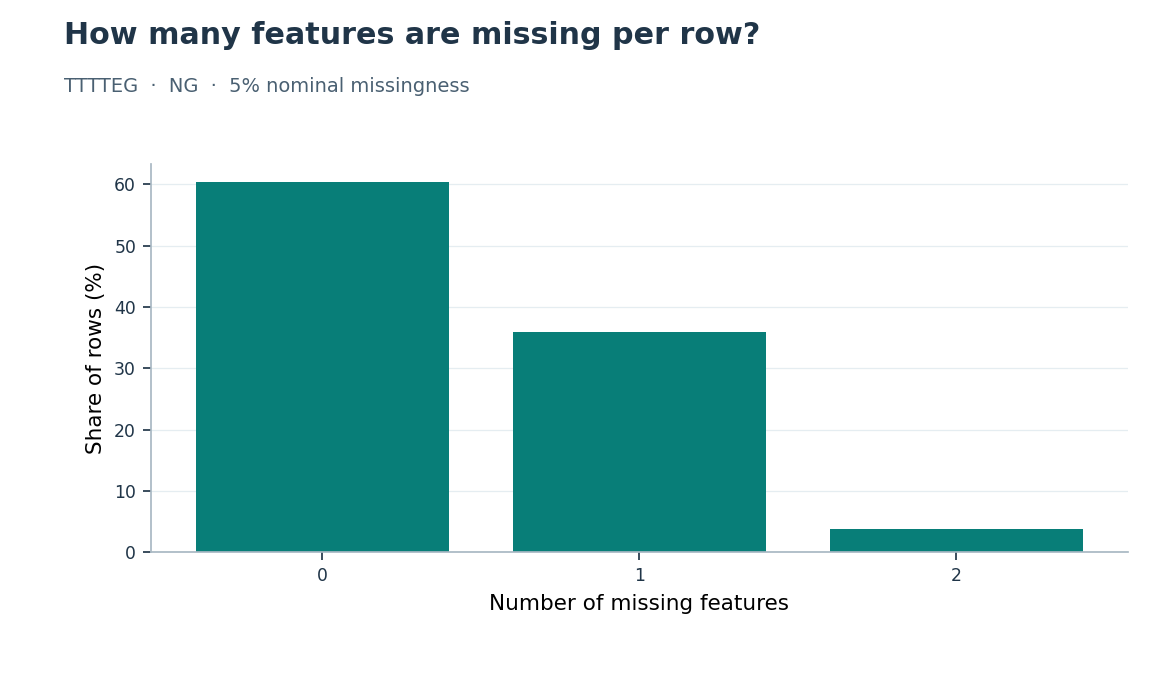 How many features are missing per row?
TTTTEG · NG · 5% nominal missingness
Share of rows (%)
60
50
40
30
20
10
0
0 1 2
Number of missing features